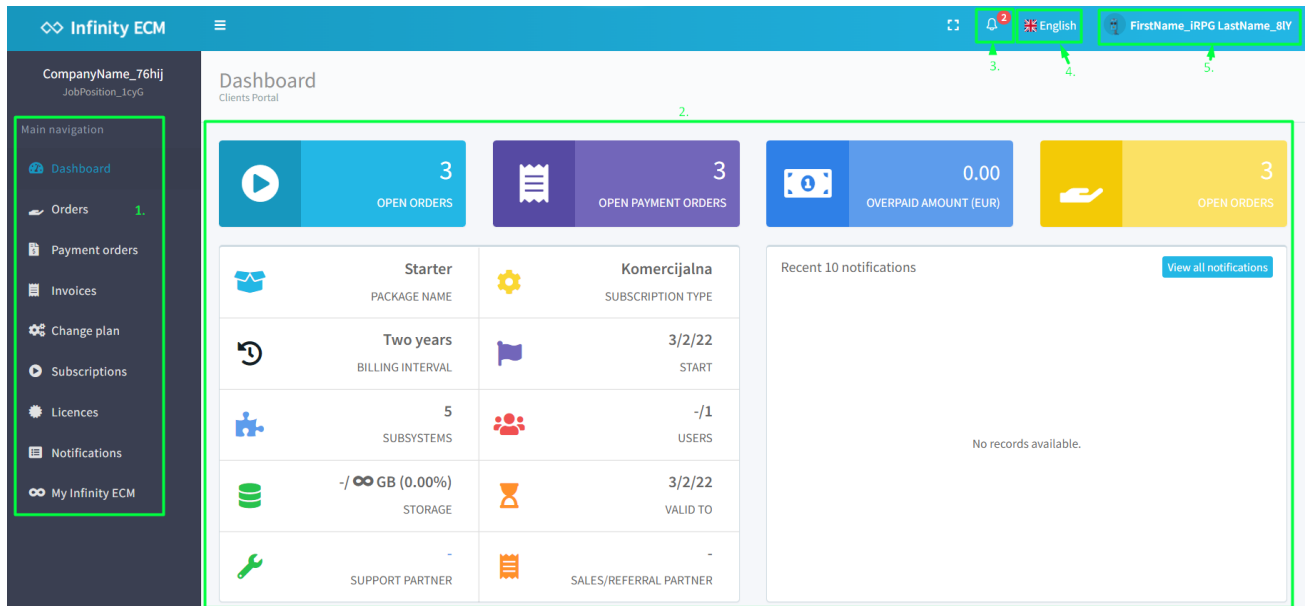 Infinity ECM
2
English
FirstName_iRPG LastName_8lY
3.
4.
5.
CompanyName_76hij
JobPosition_1cyG
Dashboard
Clients Portal
2.
Main navigation
Dashboard
Orders
1.
Payment orders
Invoices
Change plan
Subscriptions
Licences
Notifications
My Infinity ECM
3
OPEN ORDERS
3
OPEN PAYMENT ORDERS
1
0.00
OVERPAID AMOUNT (EUR)
3
OPEN ORDERS
Starter
PACKAGE NAME
Komercijalna
SUBSCRIPTION TYPE
Two years
BILLING INTERVAL
3/2/22
START
5
SUBSYSTEMS
-/1
USERS
-/ ∞ GB (0.00%)
STORAGE
3/2/22
VALID TO
-
SUPPORT PARTNER
-
SALES/REFERRAL PARTNER
Recent 10 notifications
View all notifications
No records available.